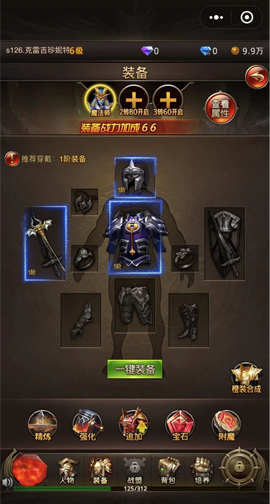 s126.克雷吉珍妮特6级
0
0
9.9万
装备
魔法师
2转80开启
3转60开启
查看
属性
装备战力加成66
推荐穿戴：1阶装备
1阶
1阶
1阶
一键装备
橙装合成
精炼
强化
追加
宝石
附魔
人物
装备
战盟
背包
培养
125/312